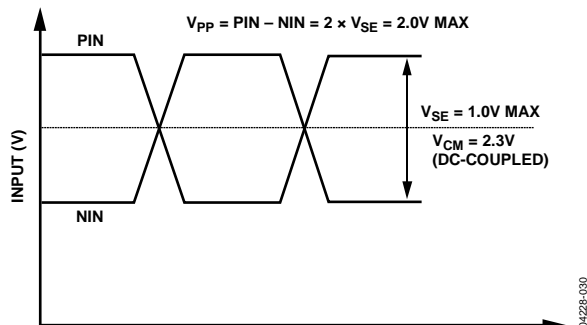 V_PP = PIN – NIN = 2 × V_SE = 2.0V MAX
PIN
V_SE = 1.0V MAX
V_CM = 2.3V
(DC-COUPLED)
INPUT (V)
NIN
04228-030